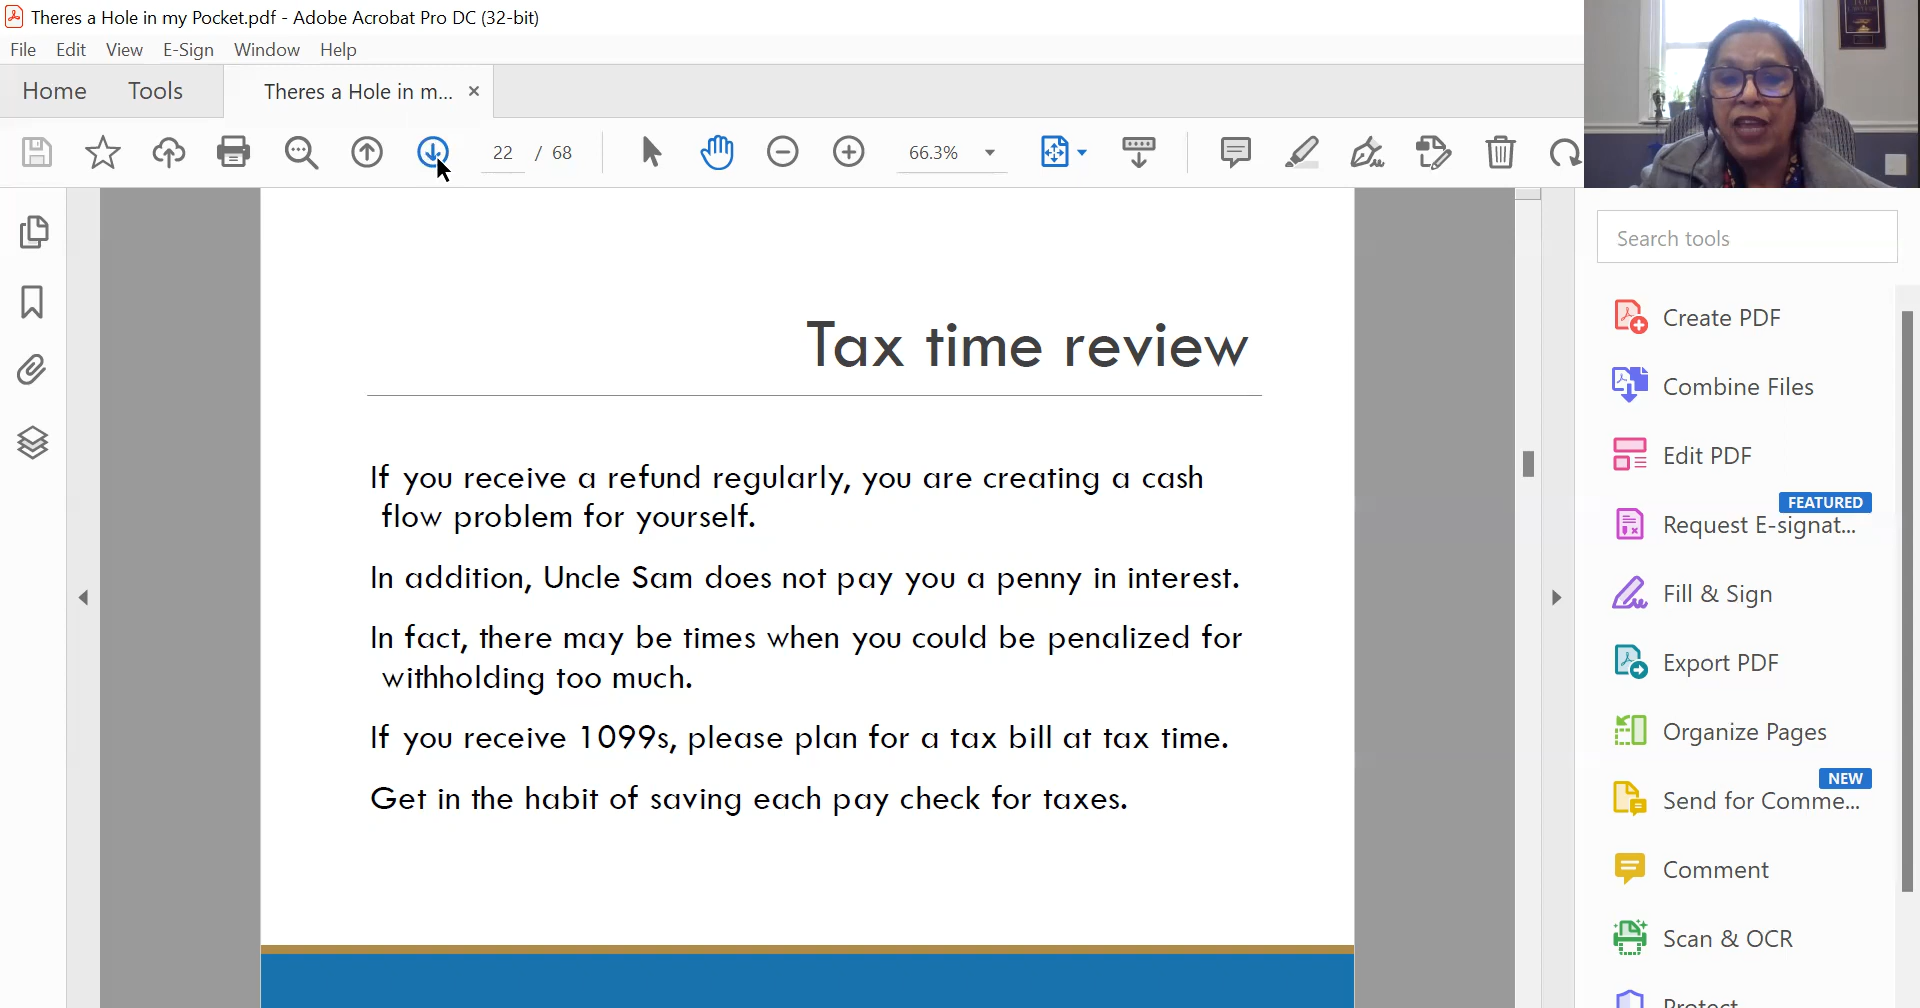 Theres a Hole in my Pocket.pdf - Adobe Acrobat Pro DC (32-bit)
File Edit View E-Sign Window Help
Home Tools Theres a Hole in m... ×
22 / 68 66.3%
Search tools
Create PDF
Combine Files
Edit PDF
FEATURED
Request E-signat...
Fill & Sign
Export PDF
Organize Pages
NEW
Send for Comme...
Comment
Scan & OCR
Protect
Tax time review
If you receive a refund regularly, you are creating a cash
flow problem for yourself.
In addition, Uncle Sam does not pay you a penny in interest.
In fact, there may be times when you could be penalized for
withholding too much.
If you receive 1099s, please plan for a tax bill at tax time.
Get in the habit of saving each pay check for taxes.